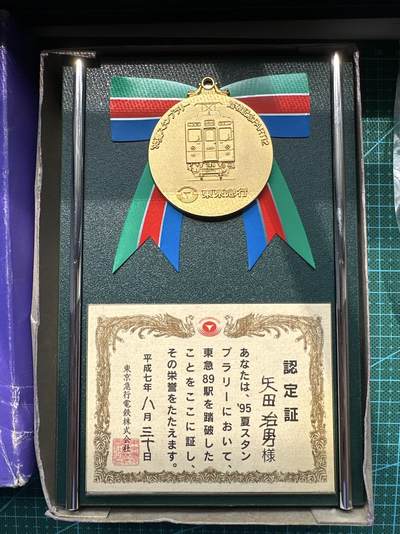 東京急行
認定証
矢田 治男様
あなたは、'95夏スタン
プラリーにおいて、
東急89駅を踏破した
ことをここに証し、
その栄誉をたたえます。
平成七年八月三十日
東京急行電鉄株式会社